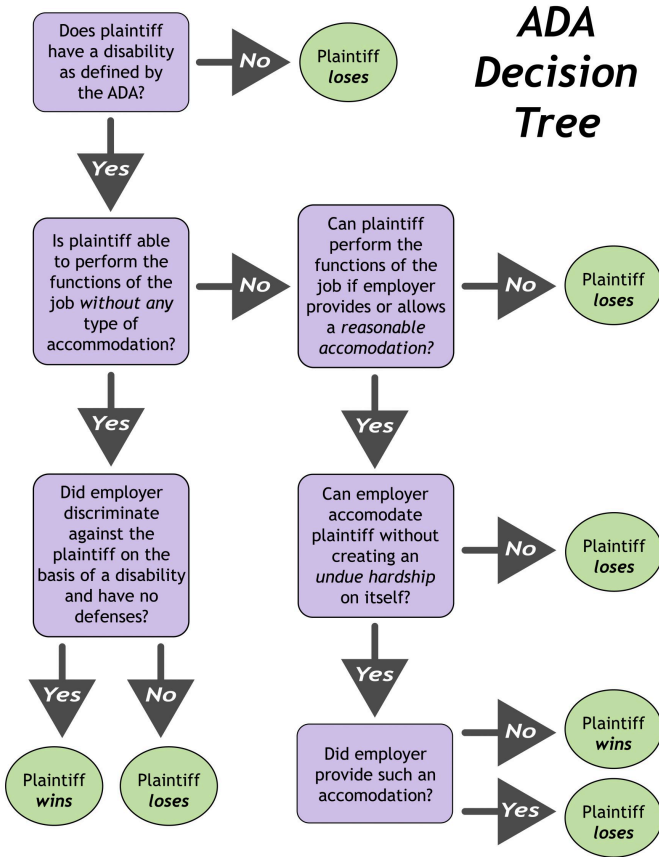 ADA
Decision
Tree
Does plaintiff
have a disability
as defined by
the ADA?
No
Plaintiff
loses
Yes
Is plaintiff able
to perform the
functions of the
job without any
type of
accommodation?
No
Can plaintiff
perform the
functions of the
job if employer
provides or allows
a reasonable
accomodation?
No
Plaintiff
loses
Yes
Yes
Did employer
discriminate
against the
plaintiff on the
basis of a disability
and have no
defenses?
Can employer
accomodate
plaintiff without
creating an
undue hardship
on itself?
No
Plaintiff
loses
Yes
No
Yes
Plaintiff
wins
Plaintiff
loses
Did employer
provide such an
accomodation?
No
Plaintiff
wins
Yes
Plaintiff
loses